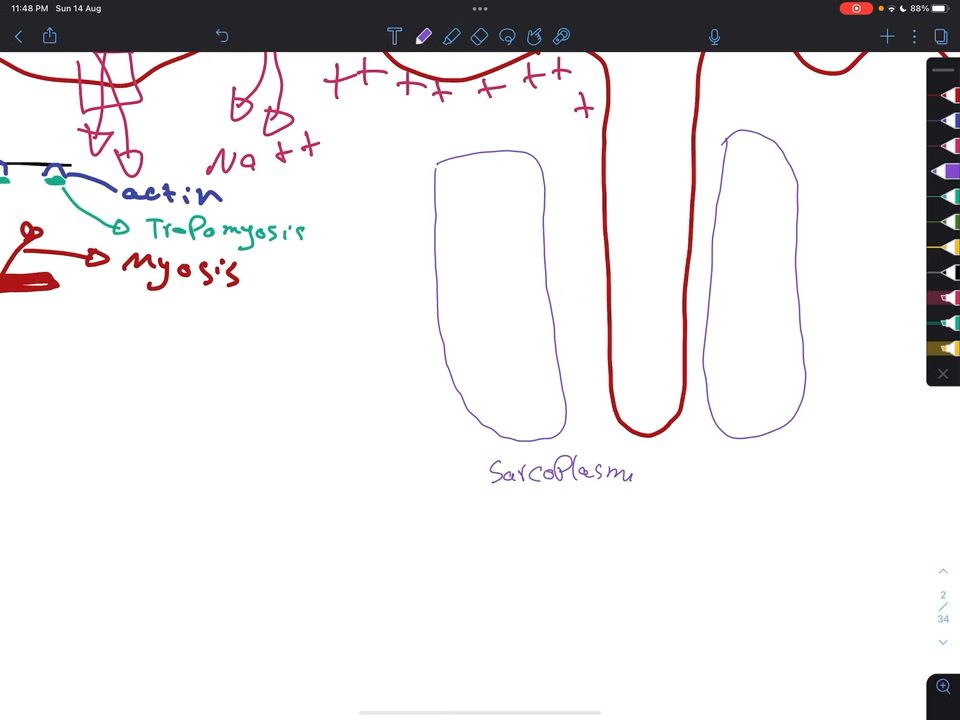 11:48 PM Sun 14 Aug
88%
T
+ + + + + + + +
Na + +
actin
Tropomyosis
Myosis
Sarcoplasm
2
/
34